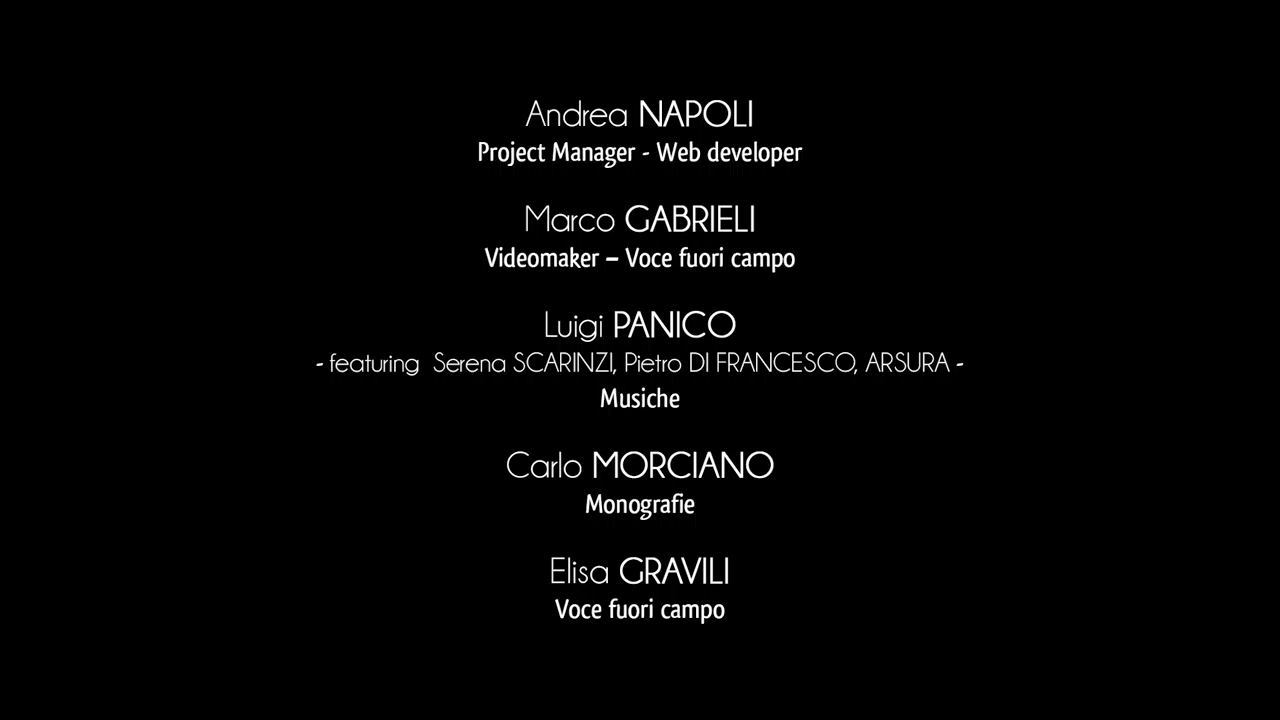 Andrea NAPOLI
Project Manager - Web developer
Marco GABRIELI
Videomaker – Voce fuori campo
Luigi PANICO
- featuring  Serena SCARINZI, Pietro DI FRANCESCO, ARSURA -
Musiche
Carlo MORCIANO
Monografie
Elisa GRAVILI
Voce fuori campo